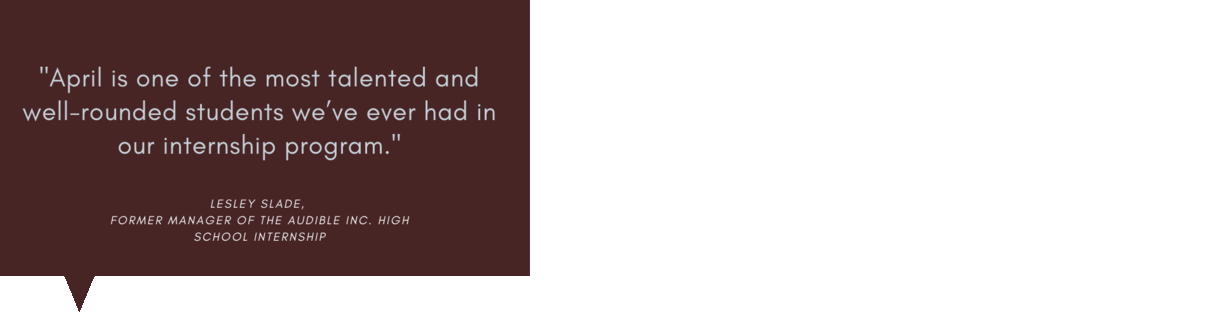 "April is one of the most talented and
well-rounded students we’ve ever had in
our internship program."
LESLEY SLADE,
FORMER MANAGER OF THE AUDIBLE INC. HIGH
SCHOOL INTERNSHIP